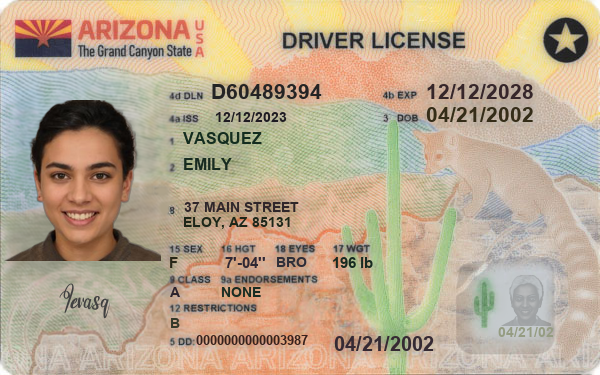 ARIZONA USA
The Grand Canyon State
DRIVER LICENSE
4d DLN D60489394
4b EXP 12/12/2028
4a ISS 12/12/2023
3 DOB 04/21/2002
1 VASQUEZ
2 EMILY
8 37 MAIN STREET
ELOY, AZ 85131
15 SEX 16 HGT 18 EYES 17 WGT
F 7'-04" BRO 196 lb
9 CLASS 9a ENDORSEMENTS
A NONE
12 RESTRICTIONS
B
5 DD: 0000000000003987
04/21/2002
04/21/02
Jevasq
ARIZONA ARIZONA ARIZONA ARIZONA